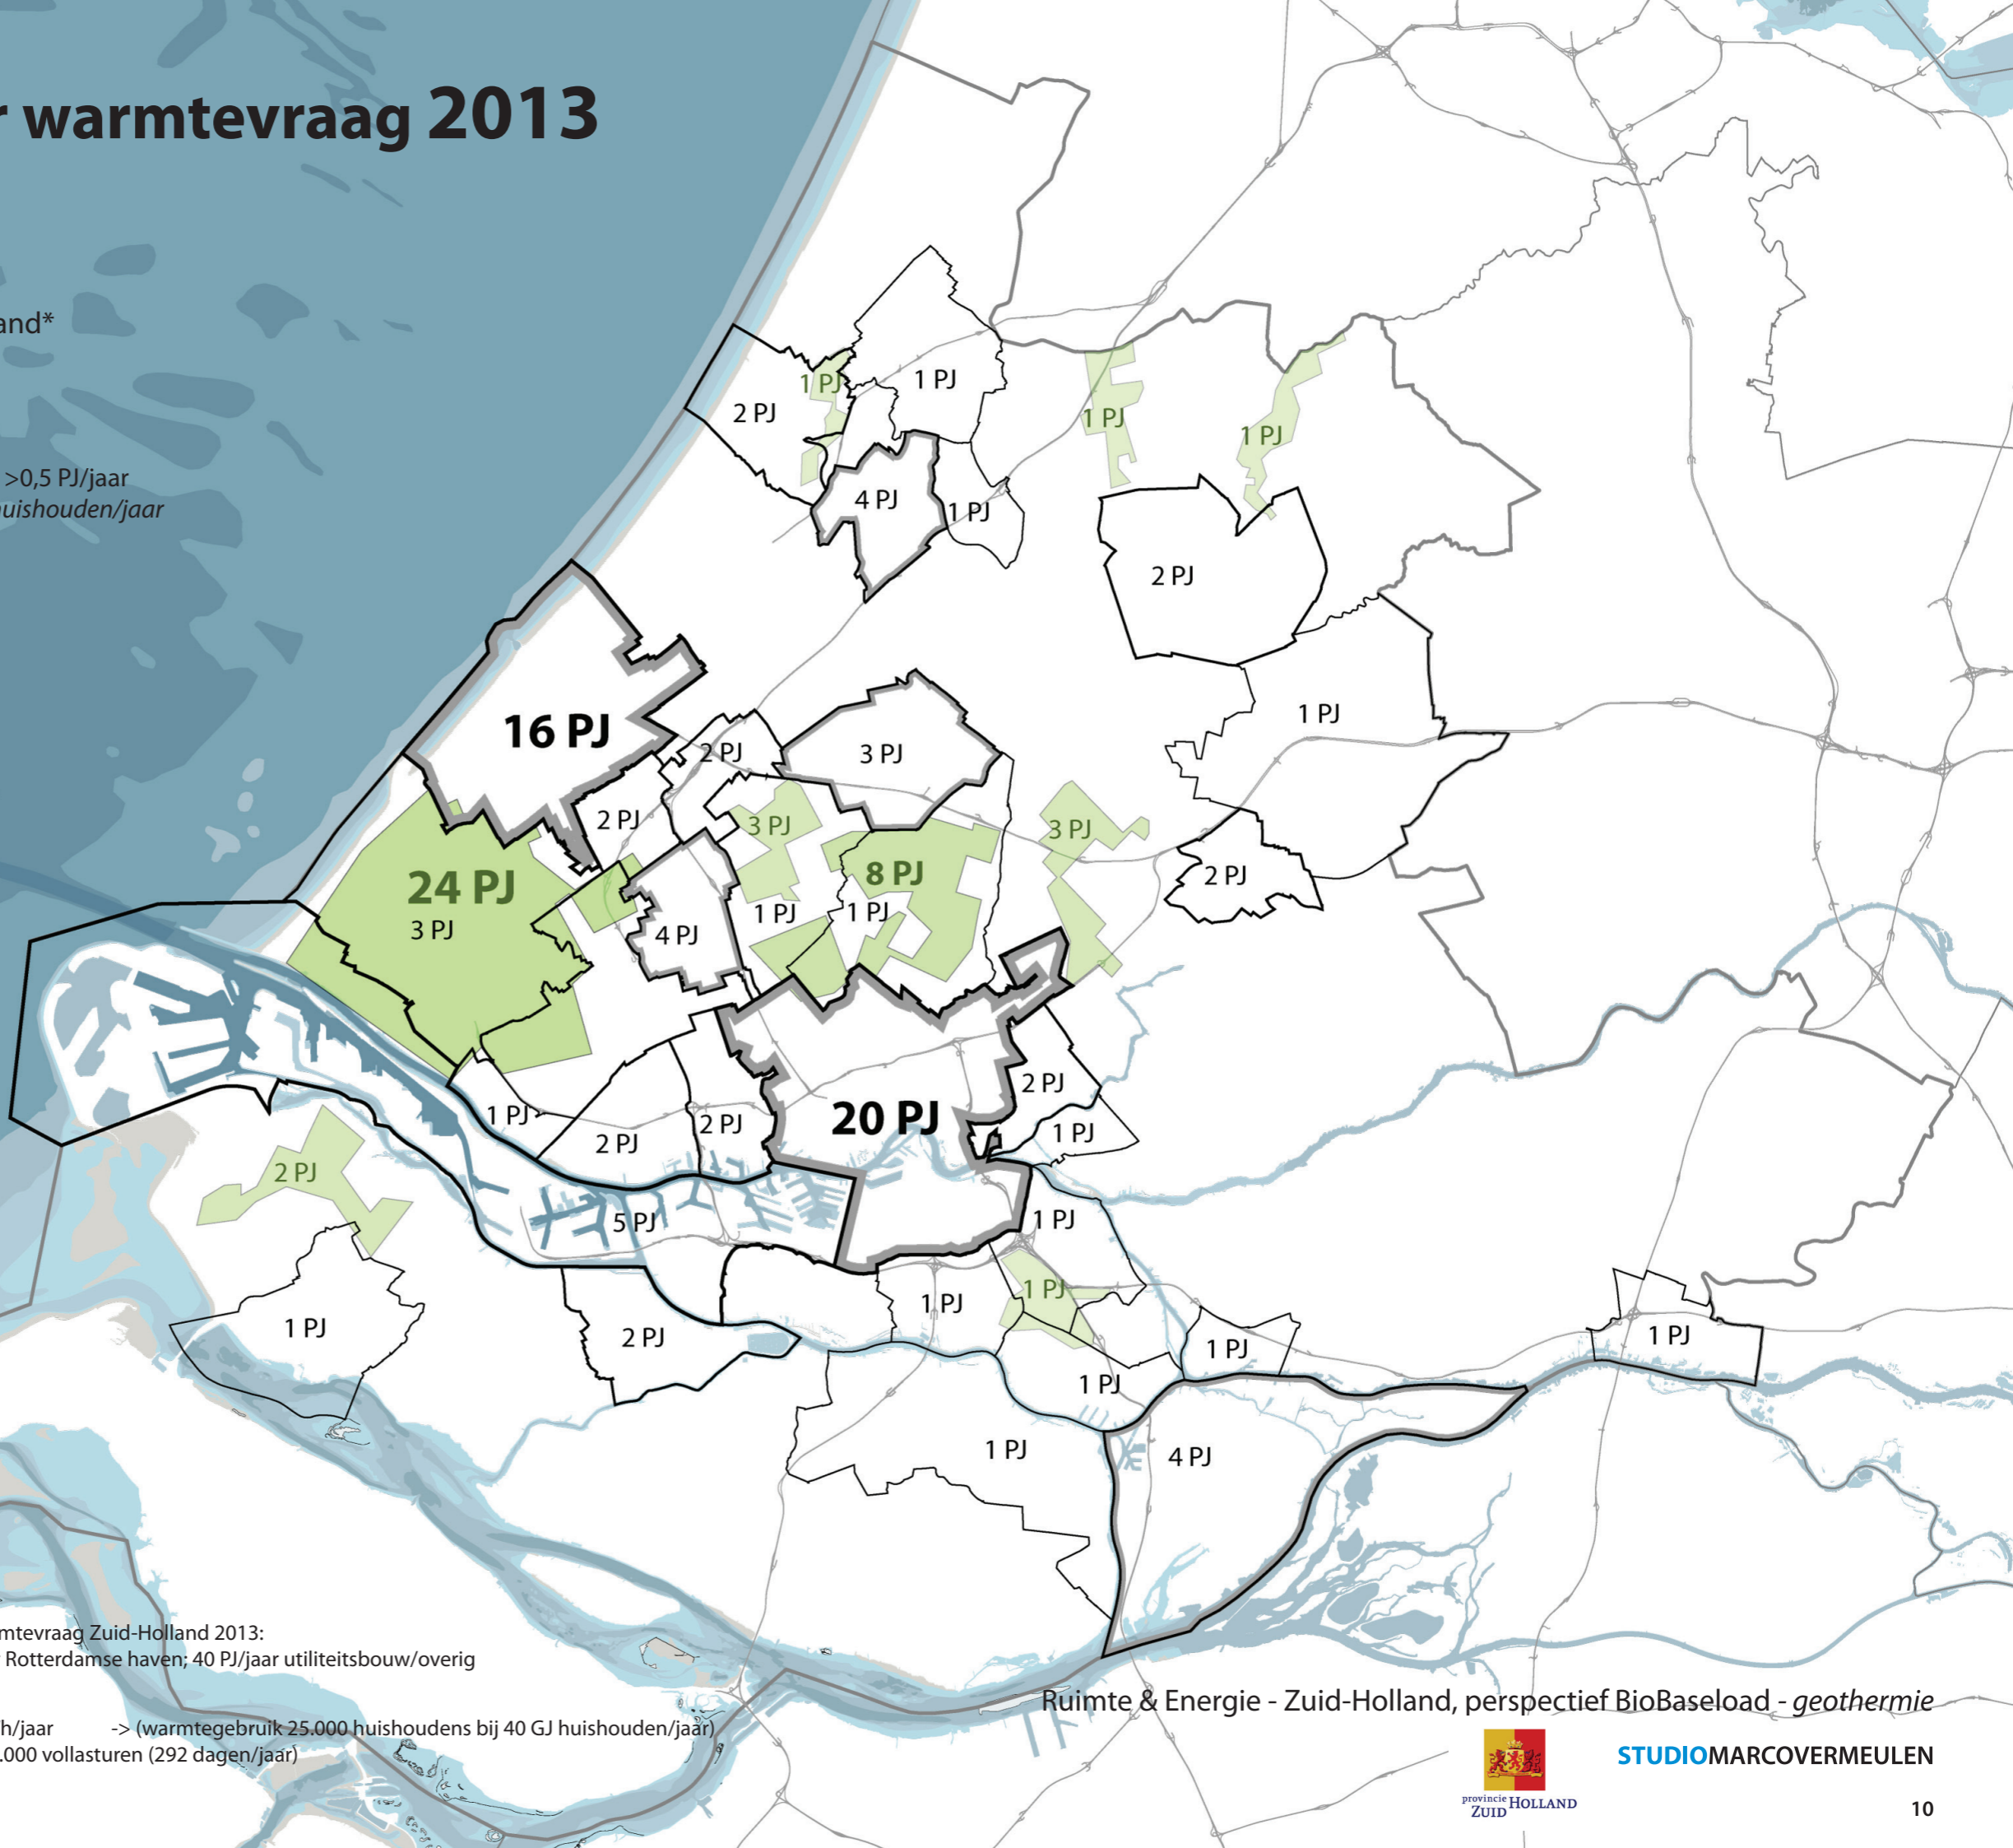 r warmtevraag 2013
and*
>0,5 PJ/jaar
huishouden/jaar
1 PJ
1 PJ
2 PJ
1 PJ
1 PJ
4 PJ
1 PJ
2 PJ
16 PJ
1 PJ
2 PJ
3 PJ
2 PJ
3 PJ
3 PJ
24 PJ
8 PJ
2 PJ
3 PJ
4 PJ
1 PJ
1 PJ
2 PJ
1 PJ
2 PJ
2 PJ
20 PJ
1 PJ
2 PJ
5 PJ
1 PJ
1 PJ
1 PJ
1 PJ
2 PJ
1 PJ
1 PJ
1 PJ
1 PJ
4 PJ
mtevraag Zuid-Holland 2013:
Rotterdamse haven; 40 PJ/jaar utiliteitsbouw/overig
h/jaar -> (warmtegebruik 25.000 huishoudens bij 40 GJ huishouden/jaar)
.000 vollasturen (292 dagen/jaar)
Ruimte & Energie - Zuid-Holland, perspectief BioBaseload - geothermie
provincie
ZUID HOLLAND
STUDIOMARCOVERMEULEN
10